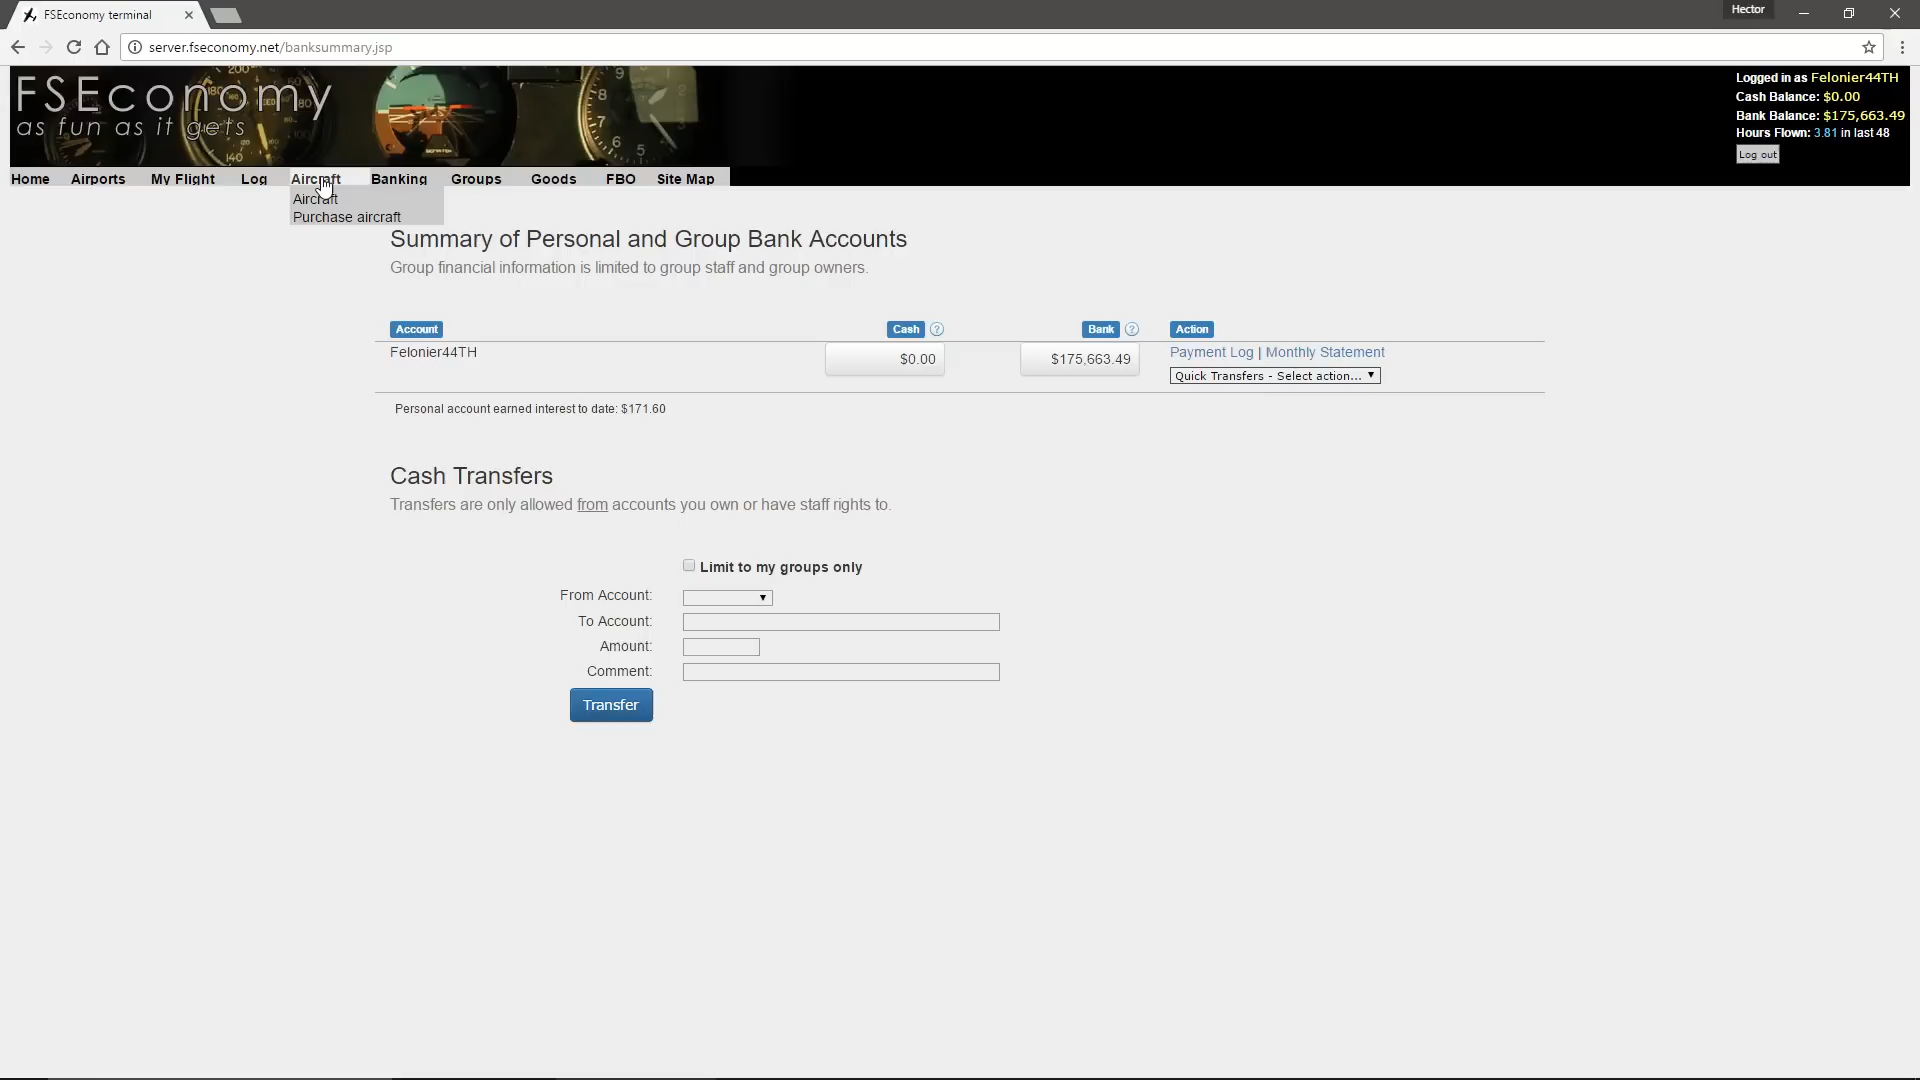 FSEconomy terminal
Hector
server.fseconomy.net/banksummary.jsp
FSEconomy
as fun as it gets
Logged in as Felonier44TH
Cash Balance: $0.00
Bank Balance: $175,663.49
Hours Flown: 3.81 in last 48
Log out
Home Airports My Flight Log Aircraft Banking Groups Goods FBO Site Map
Aircraft
Purchase aircraft
Summary of Personal and Group Bank Accounts
Group financial information is limited to group staff and group owners.
Account Cash ? Bank ? Action
Felonier44TH $0.00 $175,663.49 Payment Log | Monthly Statement
Quick Transfers - Select action...
Personal account earned interest to date: $171.60
Cash Transfers
Transfers are only allowed from accounts you own or have staff rights to.
Limit to my groups only
From Account:
To Account:
Amount:
Comment:
Transfer